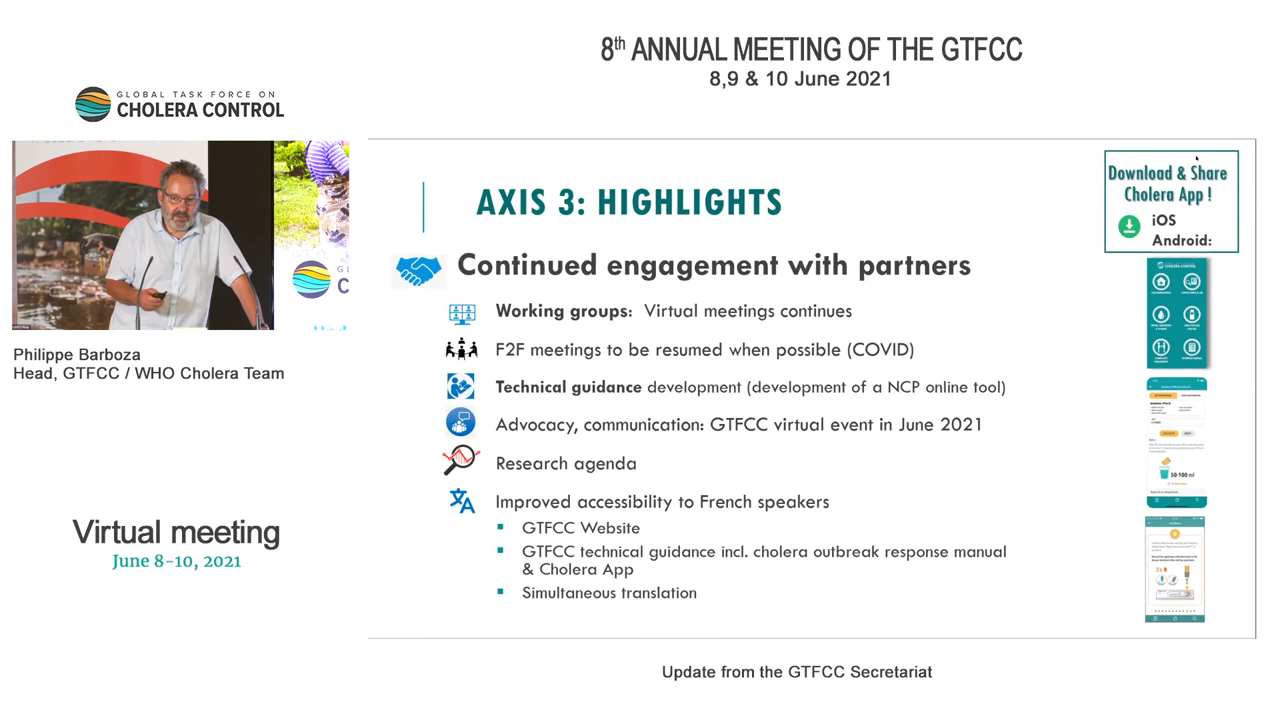 8th ANNUAL MEETING OF THE GTFCC
8,9 & 10 June 2021
GLOBAL TASK FORCE ON
CHOLERA CONTROL
Philippe Barboza
Head, GTFCC / WHO Cholera Team
Virtual meeting
June 8-10, 2021
AXIS 3: HIGHLIGHTS
Continued engagement with partners
Working groups: Virtual meetings continues
F2F meetings to be resumed when possible (COVID)
Technical guidance development (development of a NCP online tool)
Advocacy, communication: GTFCC virtual event in June 2021
Research agenda
Improved accessibility to French speakers
GTFCC Website
GTFCC technical guidance incl. cholera outbreak response manual
& Cholera App
Simultaneous translation
Download & Share
Cholera App !
iOS
Android:
CHOLERA CONTROL
50-100 ml
Update from the GTFCC Secretariat